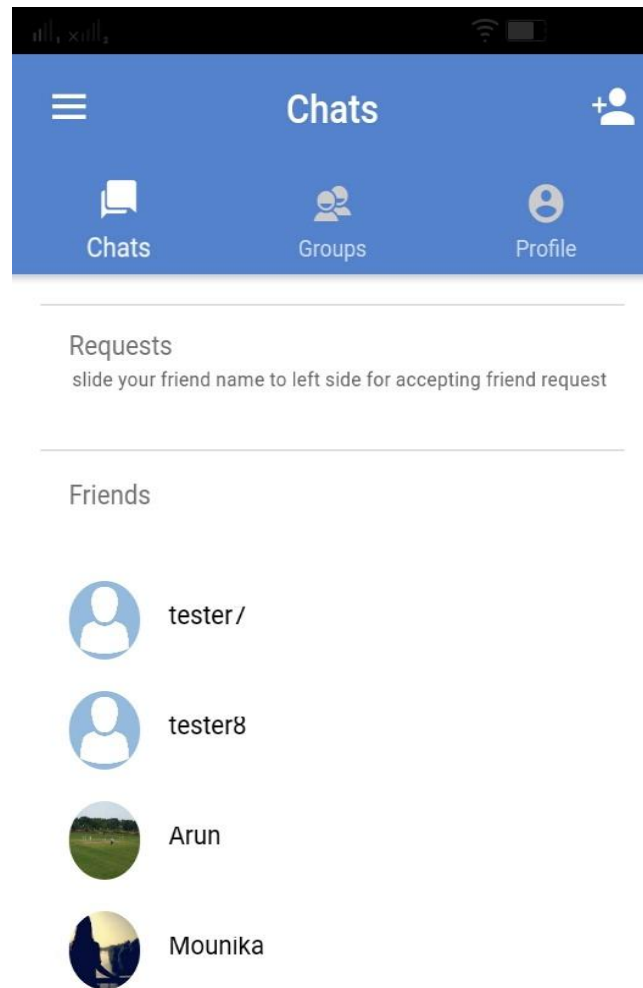 Chats
Chats Groups Profile
Requests
slide your friend name to left side for accepting friend request
Friends
tester7
tester8
Arun
Mounika